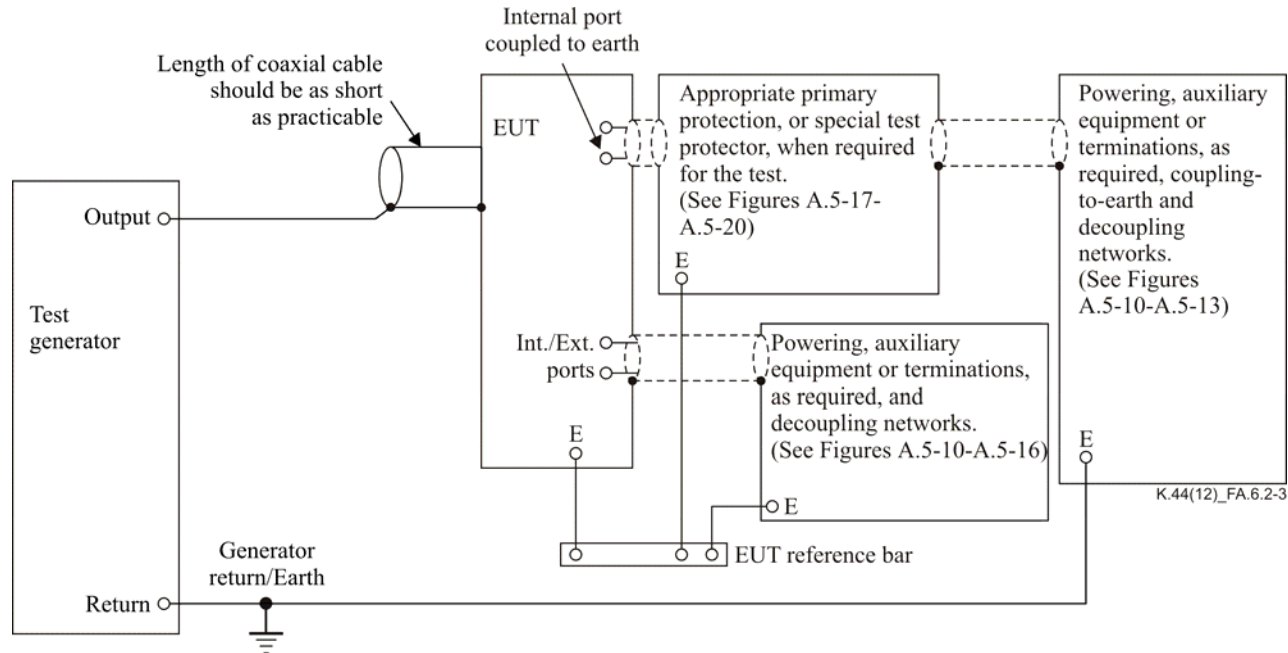 Internal port
coupled to earth
Length of coaxial cable
should be as short
as practicable
EUT
Appropriate primary
protection, or special test
protector, when required
for the test.
(See Figures A.5-17-
A.5-20)
E
Powering, auxiliary
equipment or
terminations, as
required, coupling-
to-earth and
decoupling
networks.
(See Figures
A.5-10-A.5-13)
E
Output
Test
generator
Int./Ext.
ports
E
Powering, auxiliary
equipment or terminations,
as required, and
decoupling networks.
(See Figures A.5-10-A.5-16)
E
K.44(12)_FA.6.2-3
EUT reference bar
Generator
return/Earth
Return